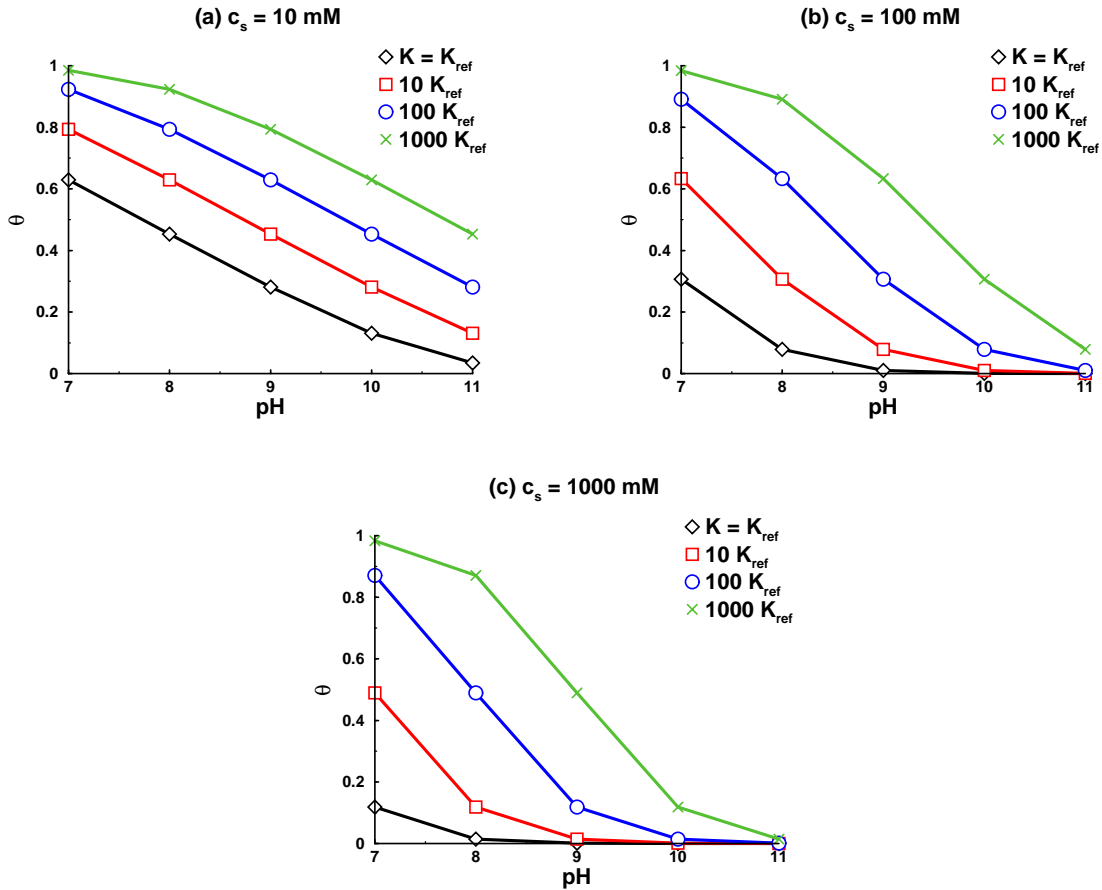 (a) c_s = 10 mM
K = K_ref
10 K_ref
100 K_ref
1000 K_ref
1
0.8
0.6
0.4
0.2
0
θ
7 8 9 10 11
pH
(b) c_s = 100 mM
K = K_ref
10 K_ref
100 K_ref
1000 K_ref
1
0.8
0.6
0.4
0.2
0
θ
7 8 9 10 11
pH
(c) c_s = 1000 mM
K = K_ref
10 K_ref
100 K_ref
1000 K_ref
1
0.8
0.6
0.4
0.2
0
θ
7 8 9 10 11
pH